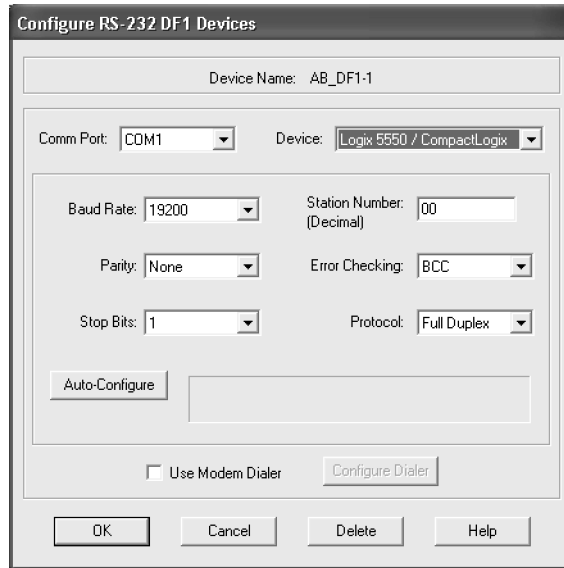 Configure RS-232 DF1 Devices
Device Name: AB_DF1-1
Comm Port: COM1 Device: Logix 5550 / CompactLogix
Baud Rate: 19200 Station Number: 00
(Decimal)
Parity: None Error Checking: BCC
Stop Bits: 1 Protocol: Full Duplex
Auto-Configure
Use Modem Dialer Configure Dialer
OK Cancel Delete Help